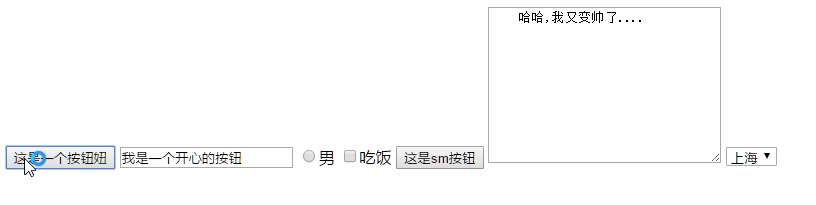 哈哈,我又变帅了....
这是一个按钮妞
我是一个开心的按钮
男
吃饭
这是sm按钮
上海